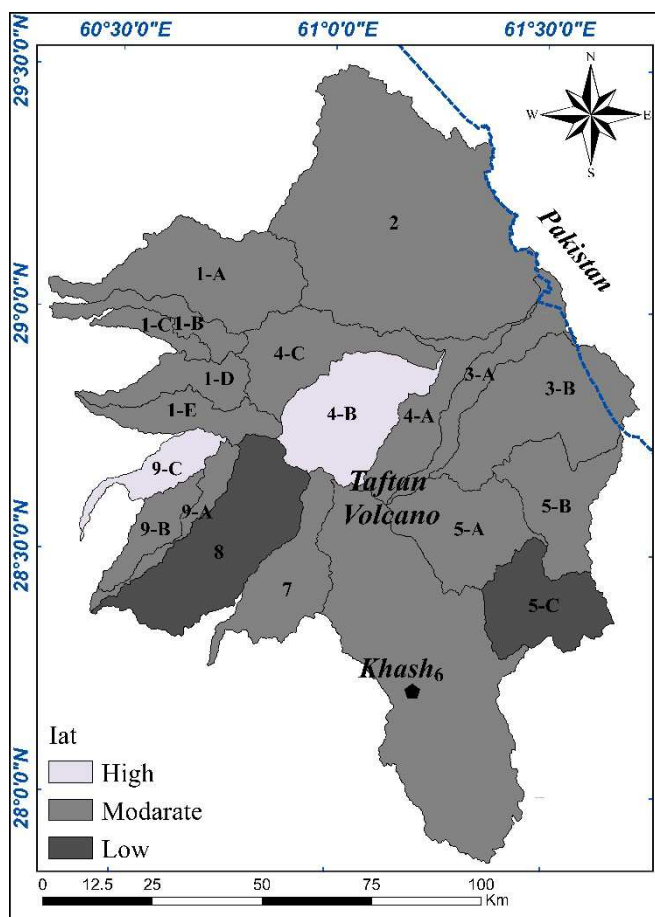 60°30'0"E
61°0'0"E
61°30'0"E
29°30'0"N
29°0'0"N
28°30'0"N
28°0'0"N
N
W E
S
Pakistan
2
1-A
1-C
1-B
4-C
1-D
3-A
3-B
1-E
4-B
4-A
9-C
Taftan
Volcano
9-A
9-B
5-A
5-B
8
7
5-C
Khash
6
Iat
High
Modarate
Low
0 12.5 25 50 75 100
Km